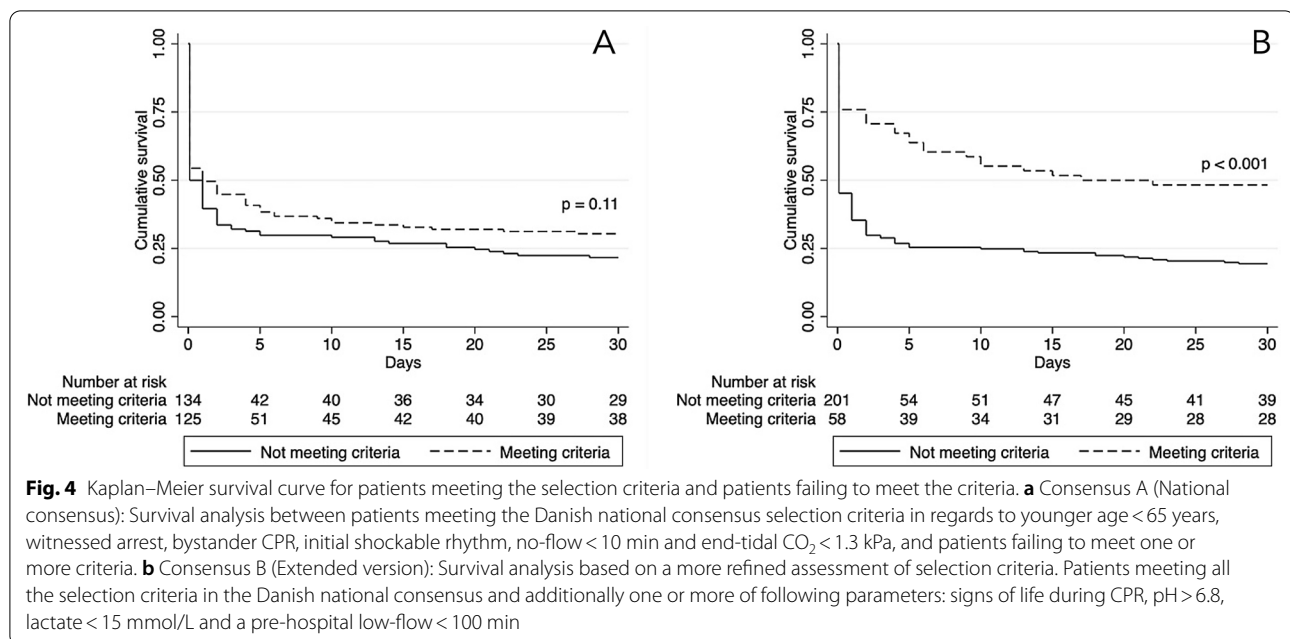 A
1.00
0.75
0.50
0.25
0.00
Cumulative survival
p = 0.11
0 5 10 15 20 25 30
Days
Number at risk
Not meeting criteria 134 42 40 36 34 30 29
Meeting criteria 125 51 45 42 40 39 38
Not meeting criteria Meeting criteria
B
1.00
0.75
0.50
0.25
0.00
Cumulative survival
p < 0.001
0 5 10 15 20 25 30
Days
Number at risk
Not meeting criteria 201 54 51 47 45 41 39
Meeting criteria 58 39 34 31 29 28 28
Not meeting criteria Meeting criteria
Fig. 4 Kaplan–Meier survival curve for patients meeting the selection criteria and patients failing to meet the criteria. a Consensus A (National
consensus): Survival analysis between patients meeting the Danish national consensus selection criteria in regards to younger age < 65 years,
witnessed arrest, bystander CPR, initial shockable rhythm, no-flow < 10 min and end-tidal CO₂ < 1.3 kPa, and patients failing to meet one or
more criteria. b Consensus B (Extended version): Survival analysis based on a more refined assessment of selection criteria. Patients meeting all
the selection criteria in the Danish national consensus and additionally one or more of following parameters: signs of life during CPR, pH > 6.8,
lactate < 15 mmol/L and a pre-hospital low-flow < 100 min